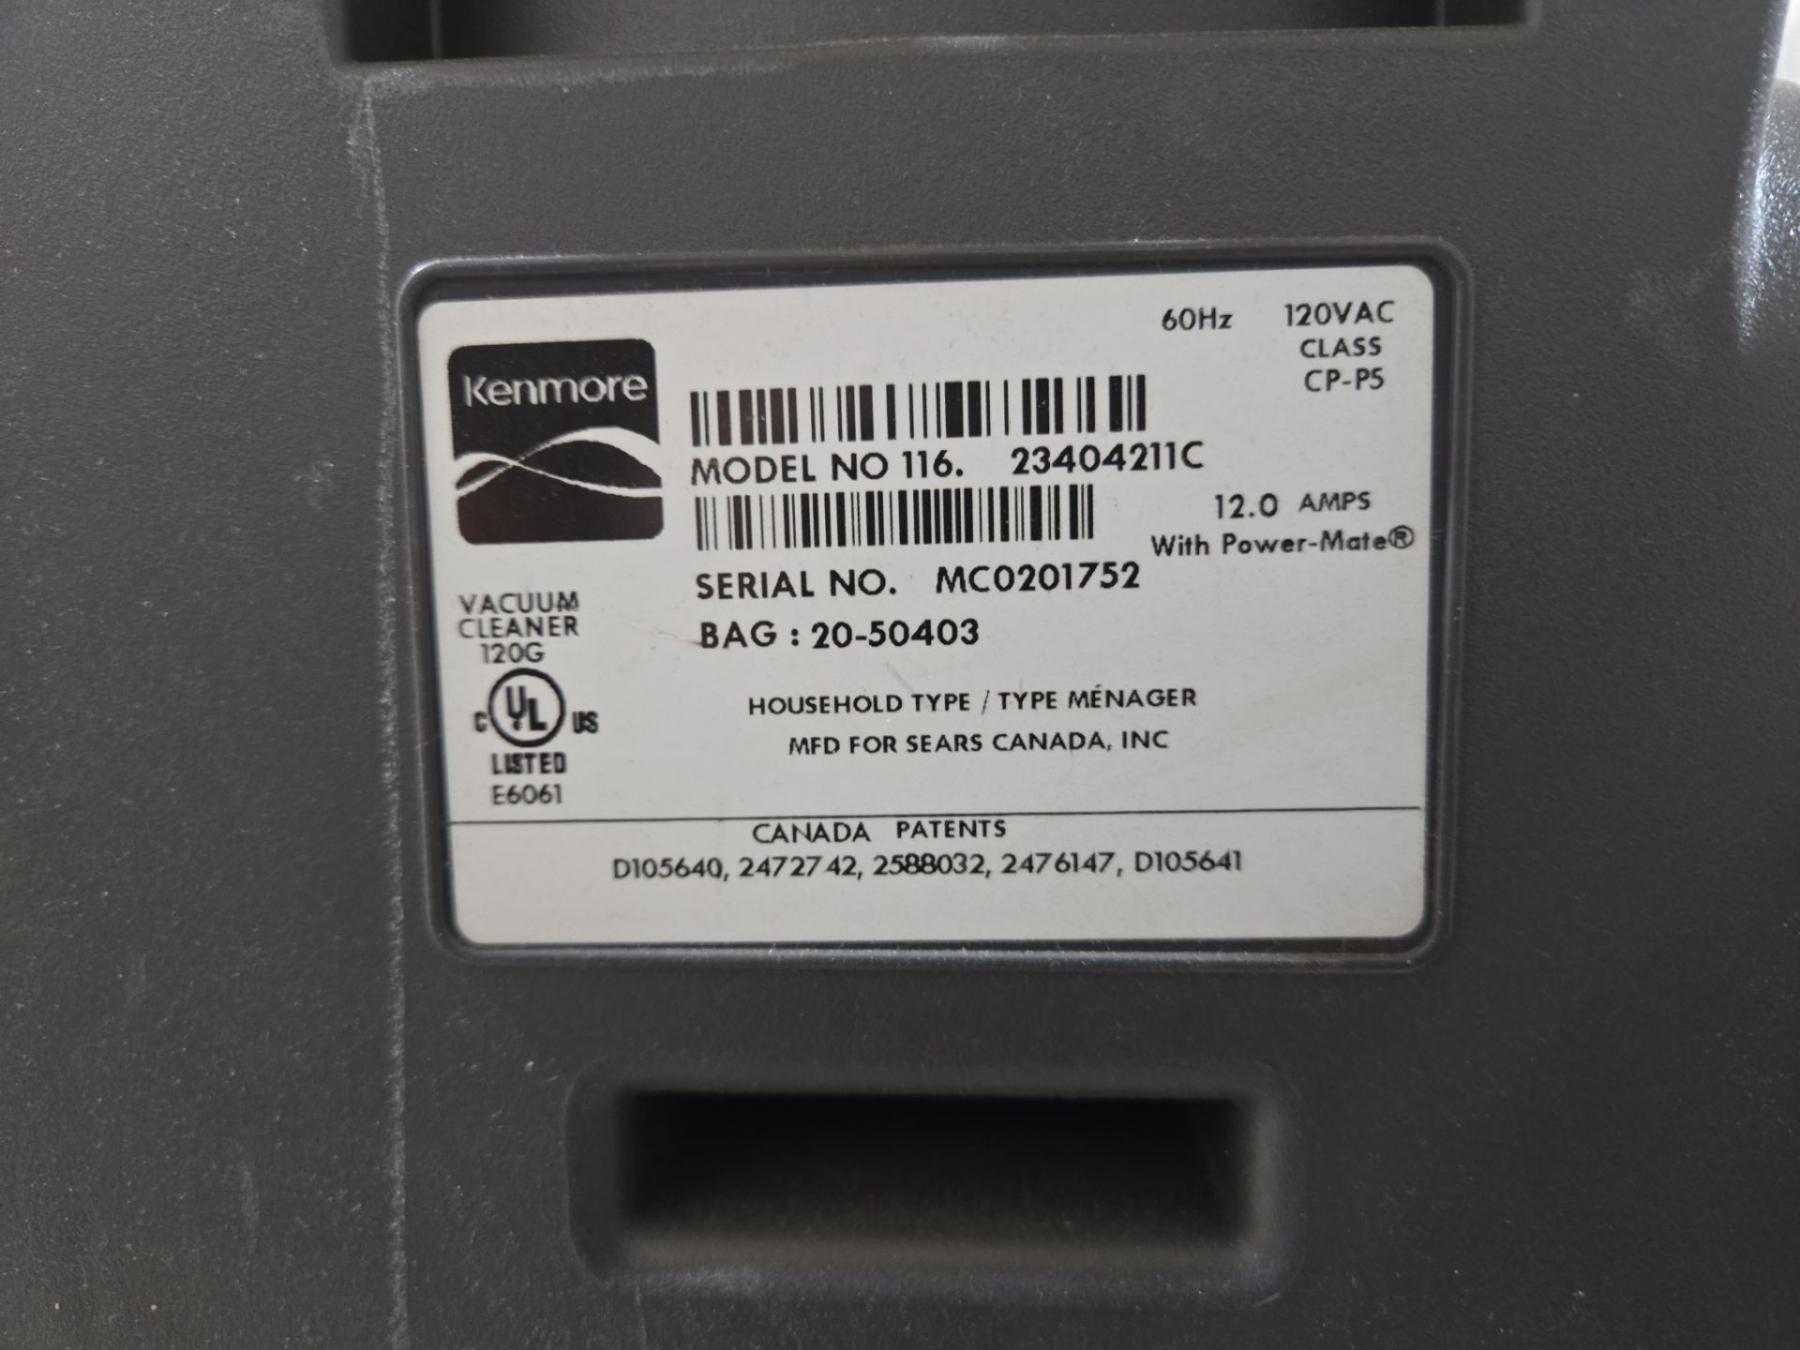 60Hz 120VAC
CLASS
CP-P5
Kenmore
MODEL NO 116. 23404211C
12.0 AMPS
With Power-Mate®
SERIAL NO. MC0201752
BAG : 20-50403
VACUUM
CLEANER
120G
C UL US
LISTED
E6061
HOUSEHOLD TYPE / TYPE MÉNAGER
MFD FOR SEARS CANADA, INC
CANADA PATENTS
D105640, 2472742, 2588032, 2476147, D105641